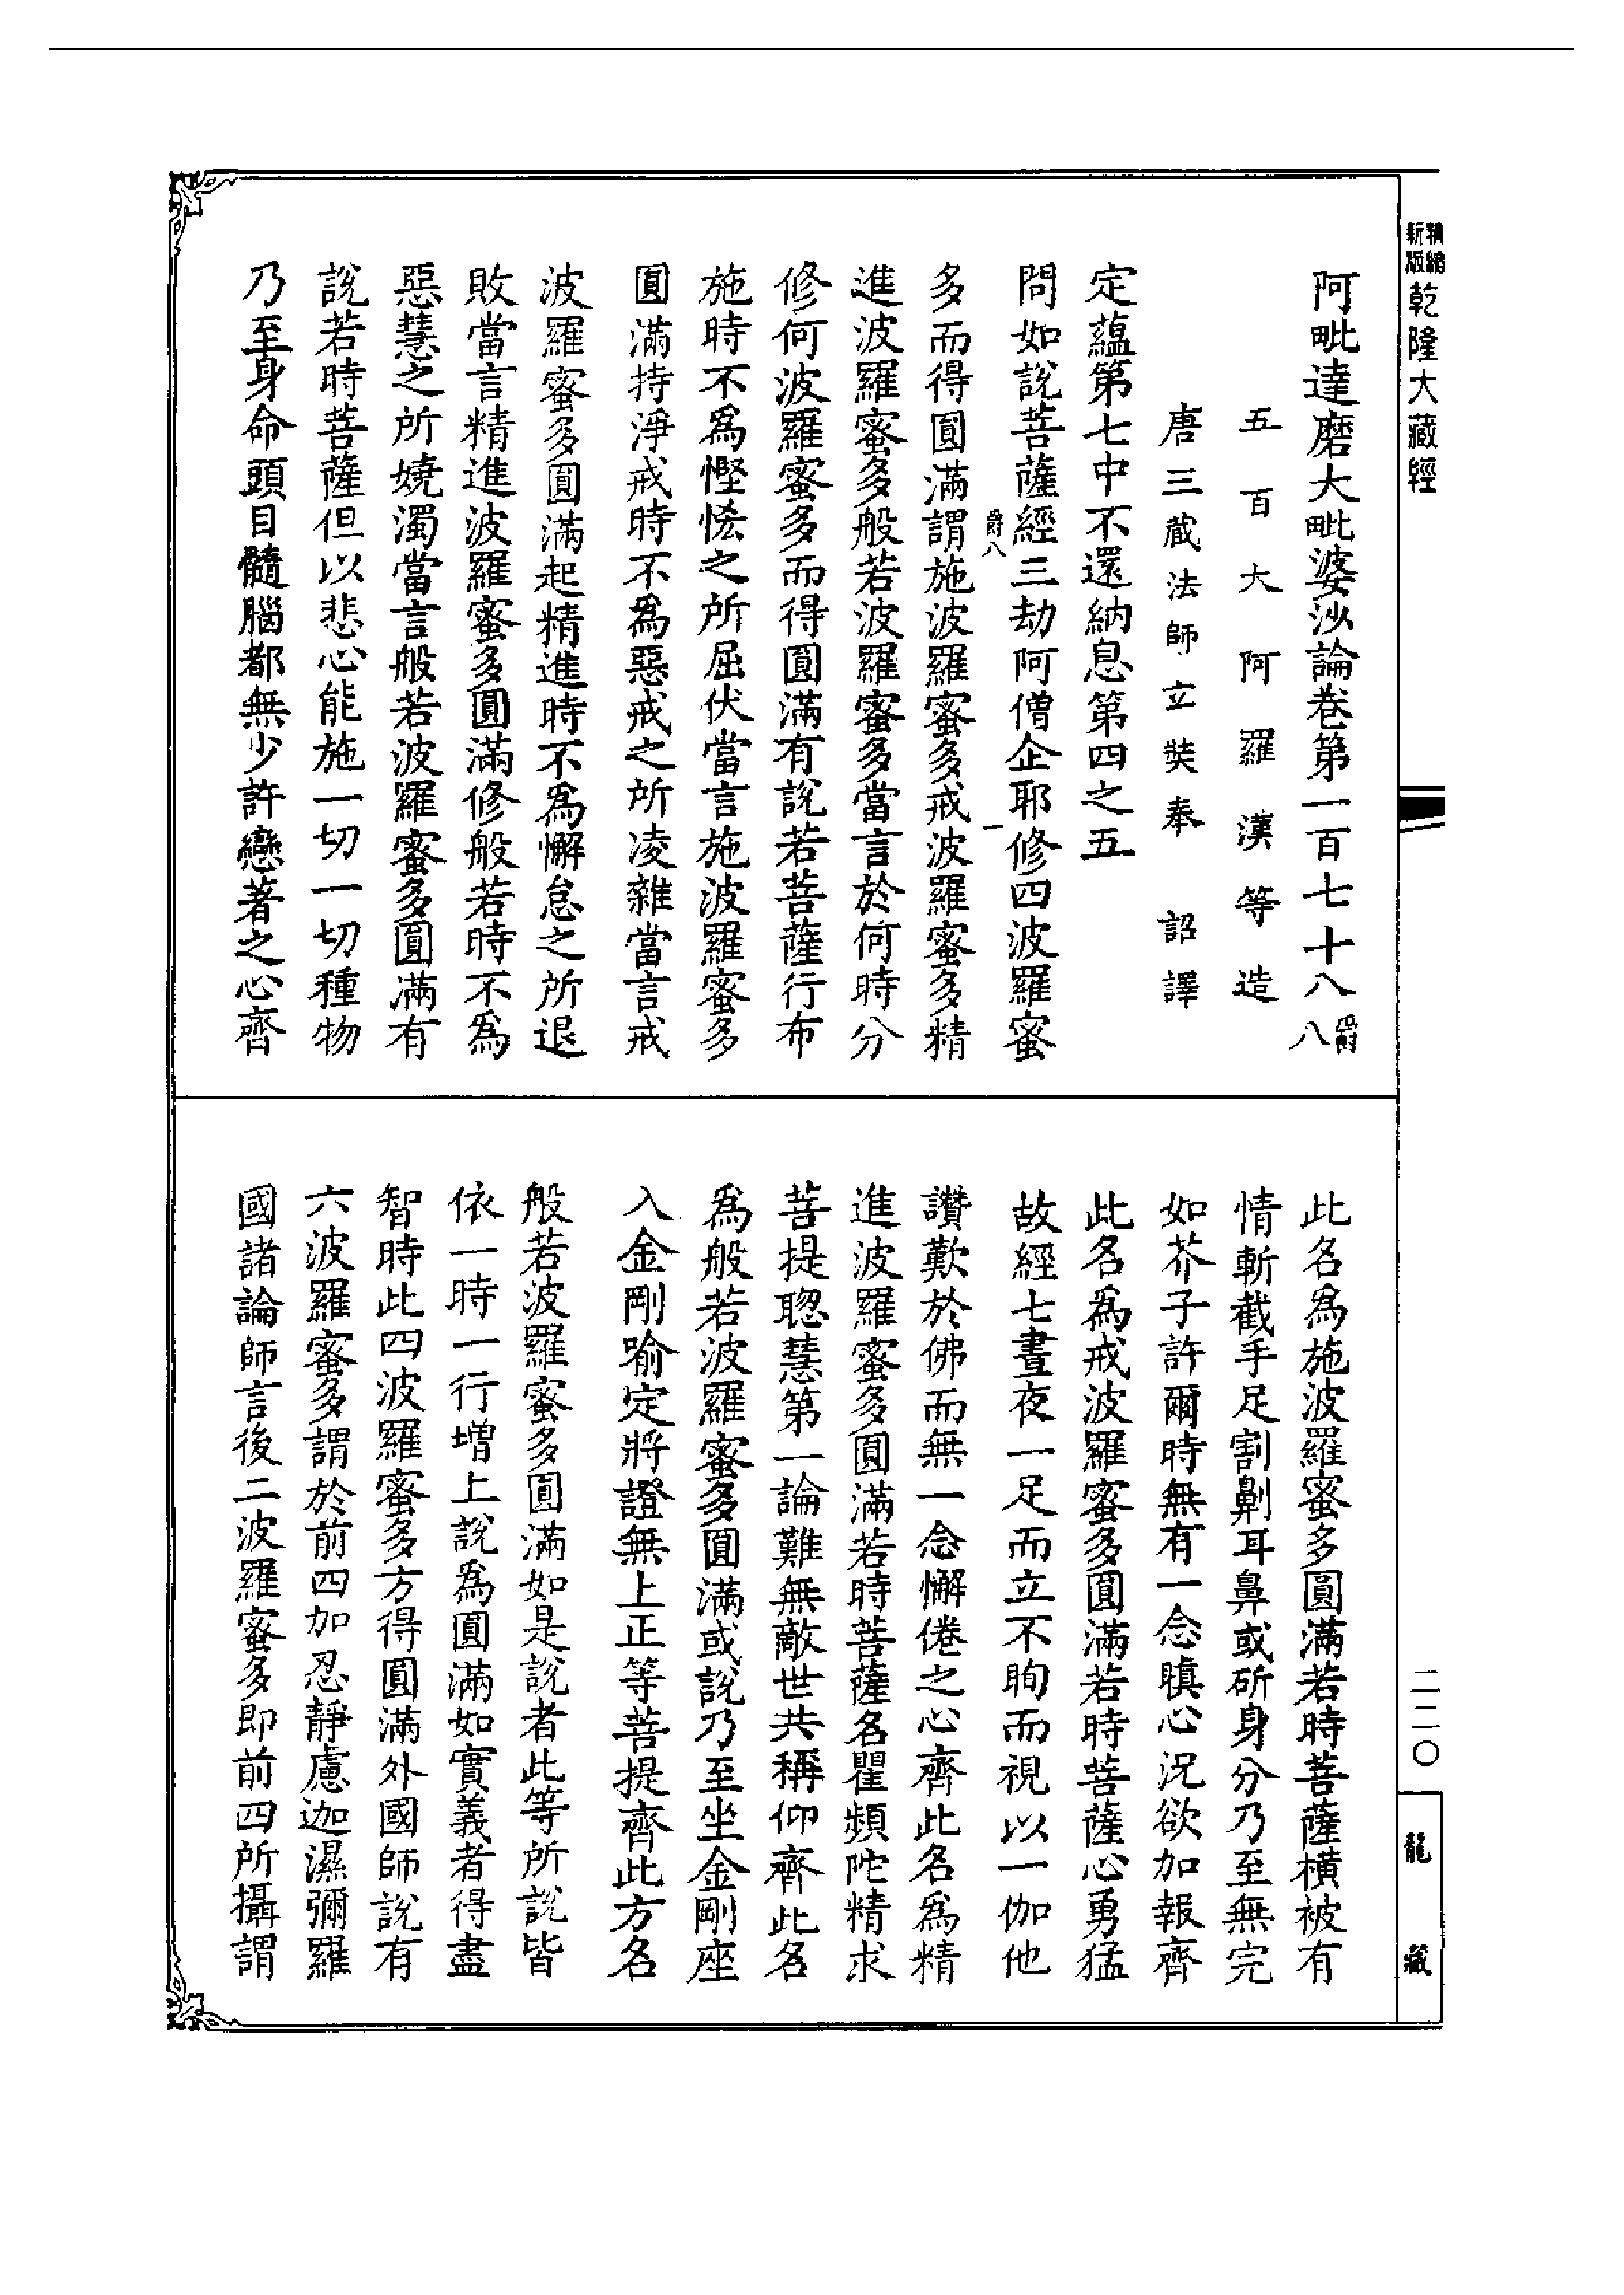 新版精縮乾隆大藏經
阿毗達磨大毗婆沙論卷第一百七十八爵八
五百大阿羅漢等造
唐三藏法師玄奘奉詔譯
定蘊第七中不還納息第四之五
問如說菩薩經三劫阿僧企耶修四波羅蜜
爵八
一
多而得圓滿謂施波羅蜜多戒波羅蜜多精
進波羅蜜多般若波羅蜜多當言於何時分
修何波羅蜜多而得圓滿有說若菩薩行布
施時不為慳悋之所屈伏當言施波羅蜜多
圓滿持淨戒時不為惡戒之所凌雜當言戒
波羅蜜多圓滿起精進時不為懈怠之所退
敗當言精進波羅蜜多圓滿修般若時不為
惡慧之所嬈濁當言般若波羅蜜多圓滿有
說若時菩薩但以悲心能施一切一切種物
乃至身命頭目髓腦都無少許戀著之心齊
此名為施波羅蜜多圓滿若時菩薩橫被有
情斬截手足割劓耳鼻或斫身分乃至無完
如芥子許爾時無有一念瞋心況欲加報齊
此名為戒波羅蜜多圓滿若時菩薩心勇猛
故經七晝夜一足而立不眴而視以一伽他
讚歎於佛而無一念懈倦之心齊此名為精
進波羅蜜多圓滿若時菩薩名瞿頻陀精求
菩提聰慧第一論難無敵世共稱仰齊此名
為般若波羅蜜多圓滿或說乃至坐金剛座
入金剛喻定將證無上正等菩提齊此方名
般若波羅蜜多圓滿如是說者此等所說皆
依一時一行增上說為圓滿如實義者得盡
智時此四波羅蜜多方得圓滿外國師說有
六波羅蜜多謂於前四加忍靜慮迦濕彌羅
國諸論師言後二波羅蜜多即前四所攝謂
二二〇
龍藏